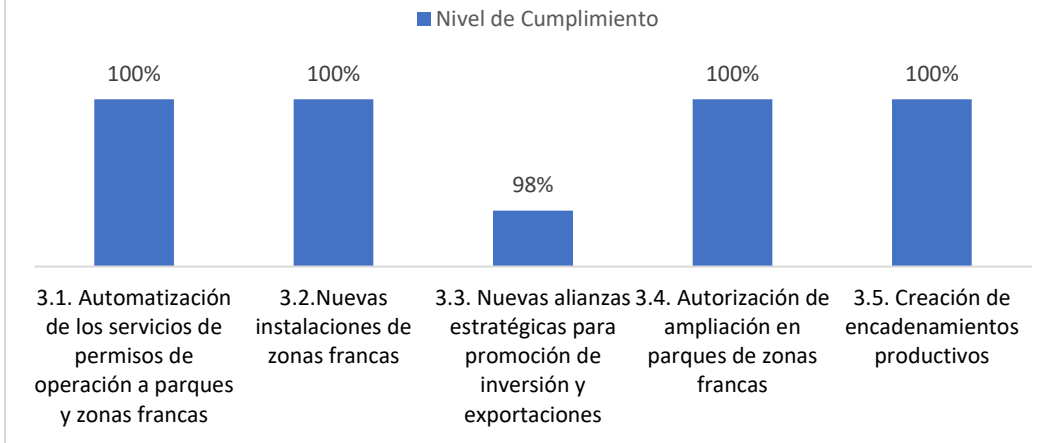 Nivel de Cumplimiento
100%
100%
98%
100%
100%
3.1. Automatización
de los servicios de
permisos de
operación a parques
y zonas francas
3.2.Nuevas
instalaciones de
zonas francas
3.3. Nuevas alianzas
estratégicas para
promoción de
inversión y
exportaciones
3.4. Autorización de
ampliación en
parques de zonas
francas
3.5. Creación de
encadenamientos
productivos